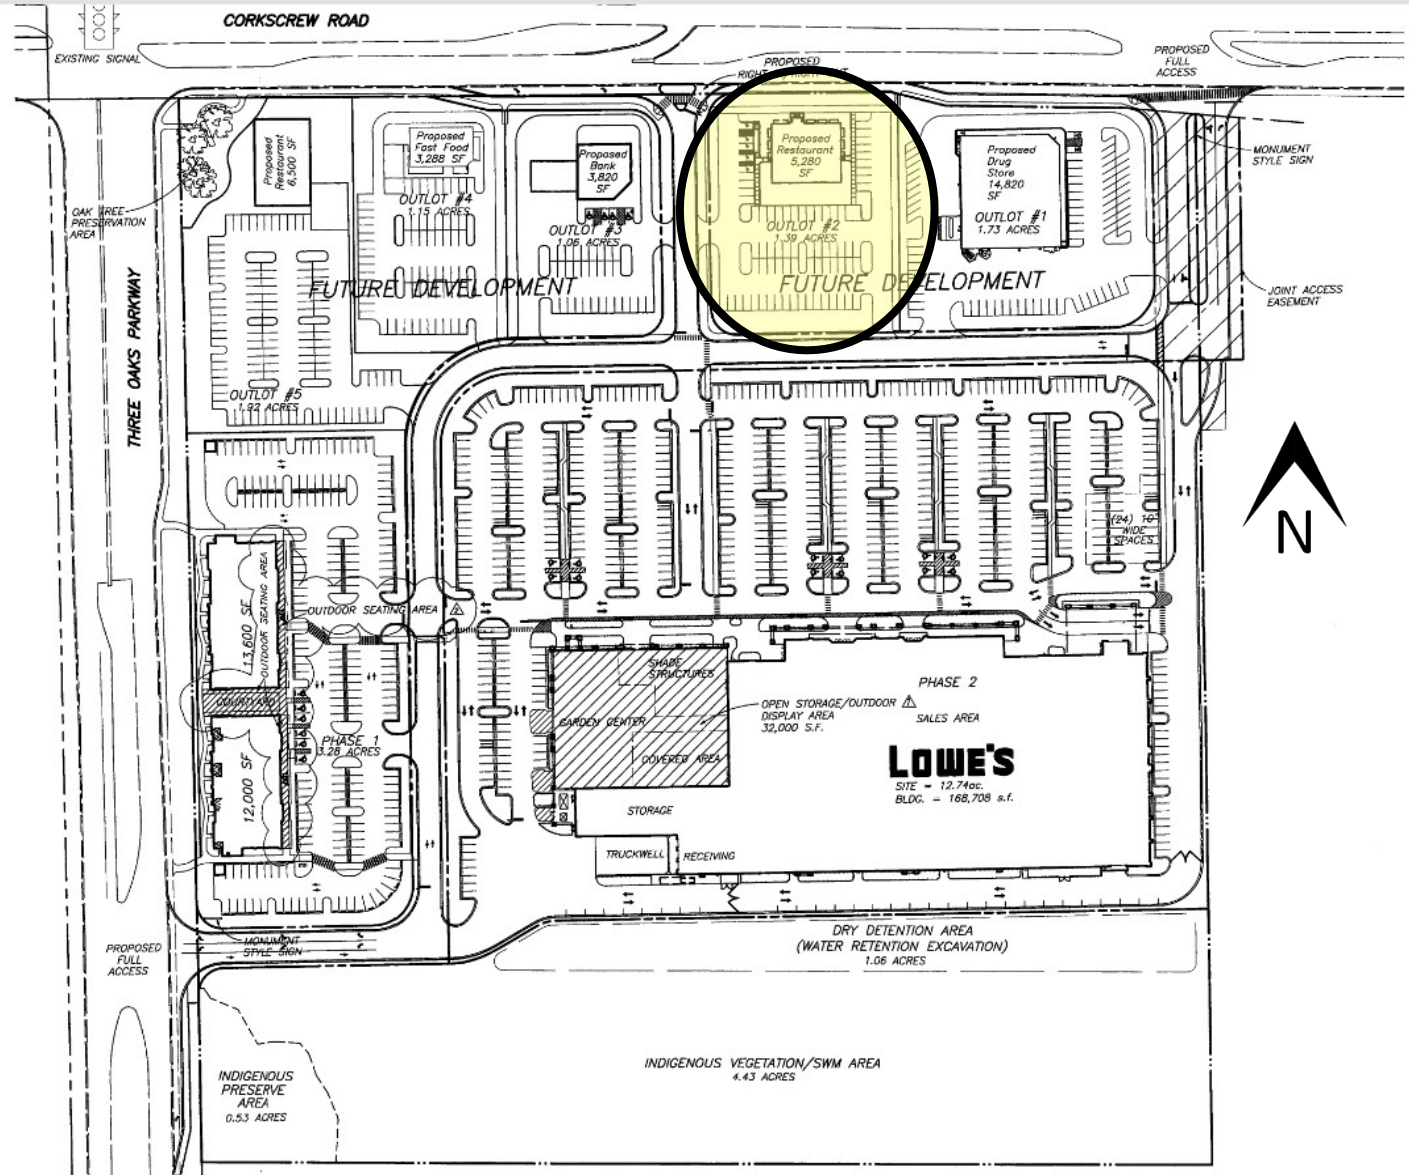 CORKSCREW ROAD
EXISTING SIGNAL
PROPOSED
PROPOSED
FULL
ACCESS
MONUMENT
STYLE SIGN
OAK TREE
PRESERVATION
AREA
Proposed
Restaurant
6,500 SF
Proposed
Fast Food
3,288 SF
OUTLOT #4
1.15 ACRES
Proposed
Bank
3,820
SF
OUTLOT #3
1.06 ACRES
Proposed
Restaurant
5,280
SF
OUTLOT #2
1.39 ACRES
Proposed
Drug
Store
14,820
SF
OUTLOT #1
1.73 ACRES
FUTURE DEVELOPMENT
FUTURE DEVELOPMENT
JOINT ACCESS
EASEMENT
THREE OAKS PARKWAY
OUTLOT #5
1.92 ACRES
N
(24) 10'
WIDE
SPACES
13,600 SF
OUTDOOR SEATING AREA
OUTDOOR SEATING AREA
2
COURTYARD
12,000 SF
PHASE 1
3.28 ACRES
SHADE
STRUCTURES
GARDEN CENTER
COVERED AREA
OPEN STORAGE/OUTDOOR
DISPLAY AREA
32,000 S.F.
PHASE 2
SALES AREA
LOWE'S
SITE = 12.74ac.
BLDG. = 168,708 s.f.
STORAGE
TRUCKWELL
RECEIVING
PROPOSED
FULL
ACCESS
MONUMENT
STYLE SIGN
DRY DETENTION AREA
(WATER RETENTION EXCAVATION)
1.06 ACRES
INDIGENOUS VEGETATION/SWM AREA
4.43 ACRES
INDIGENOUS
PRESERVE
AREA
0.53 ACRES